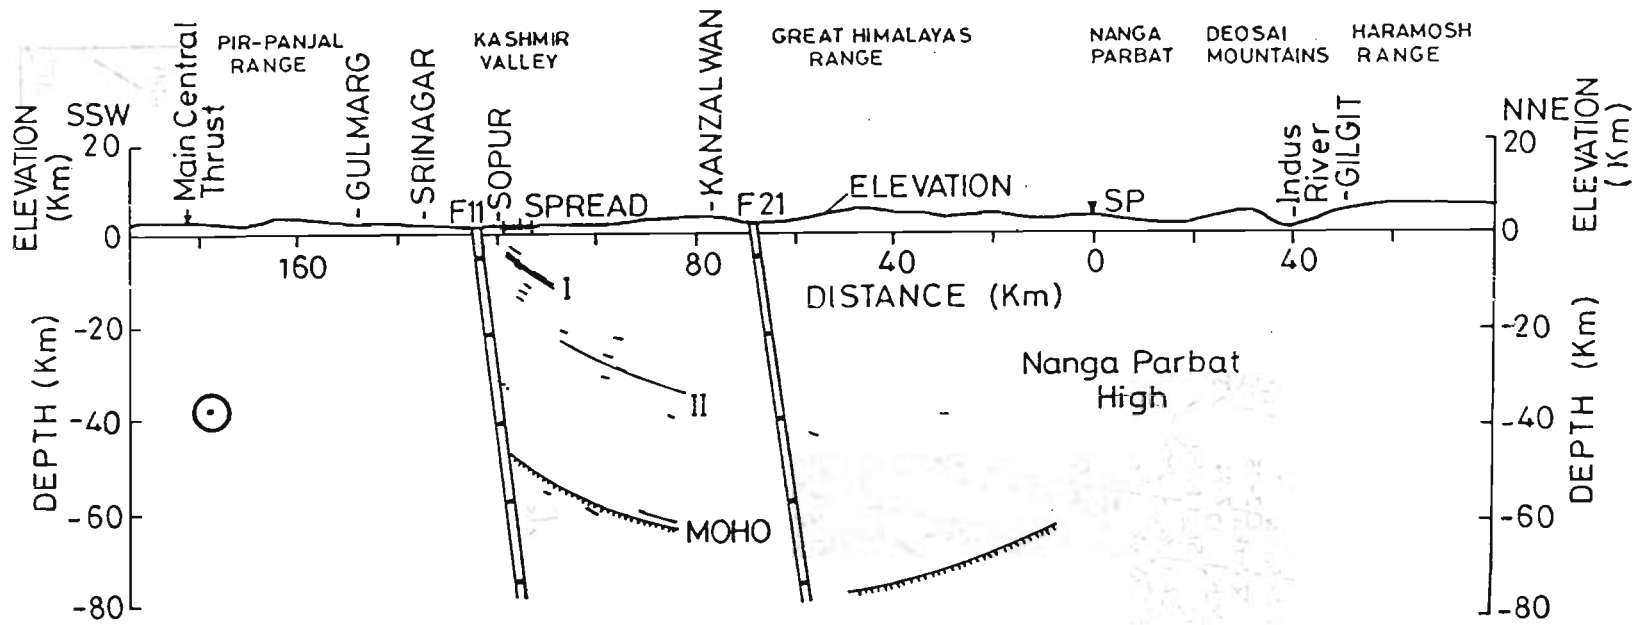 PIR-PANJAL
RANGE
KASHMIR
VALLEY
GREAT HIMALAYAS
RANGE
NANGA
PARBAT
DEOSAI
MOUNTAINS
HARAMOSH
RANGE
SSW
NNE
Main Central
Thrust
GULMARG
SRINAGAR
SOPUR
KANZALWAN
Indus
River
GILGIT
ELEVATION
(Km)
20
0
F11
SPREAD
F21
ELEVATION
SP
20
0
ELEVATION
(Km)
160
80
40
0
40
DISTANCE (Km)
I
II
MOHO
Nanga Parbat
High
DEPTH (Km)
-20
-40
-60
-80
-20
-40
-60
-80
DEPTH (Km)